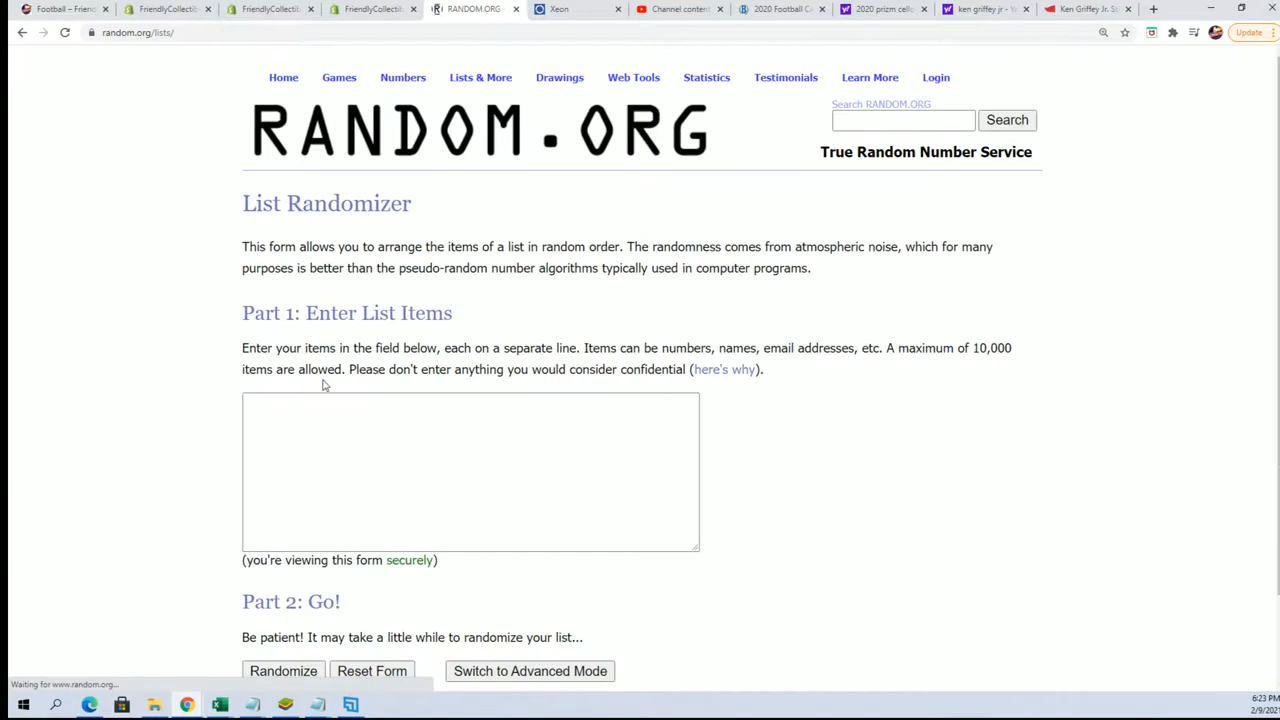 Football – Frien
FriendlyCollectib
FriendlyCollectib
FriendlyCollectib
RANDOM.ORG -
Xeon
Channel content
2020 Football Ca
2020 prizm cello
ken griffey jr - Ya
Ken Griffey Jr. St
random.org/lists/
Update
Home Games Numbers Lists & More Drawings Web Tools Statistics Testimonials Learn More Login
RANDOM.ORG
Search RANDOM.ORG
Search
True Random Number Service
List Randomizer
This form allows you to arrange the items of a list in random order. The randomness comes from atmospheric noise, which for many
purposes is better than the pseudo-random number algorithms typically used in computer programs.
Part 1: Enter List Items
Enter your items in the field below, each on a separate line. Items can be numbers, names, email addresses, etc. A maximum of 10,000
items are allowed. Please don't enter anything you would consider confidential (here's why).
(you're viewing this form securely)
Part 2: Go!
Be patient! It may take a little while to randomize your list...
Randomize Reset Form Switch to Advanced Mode
Waiting for www.random.org...
6:23 PM
2/9/2021